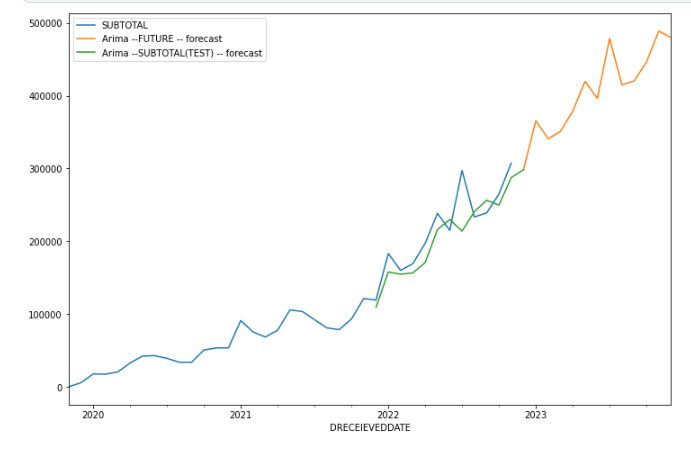 SUBTOTAL
Arima --FUTURE -- forecast
Arima --SUBTOTAL(TEST) -- forecast
500000
400000
300000
200000
100000
0
2020 2021 2022 2023
DRECEIEVEDDATE